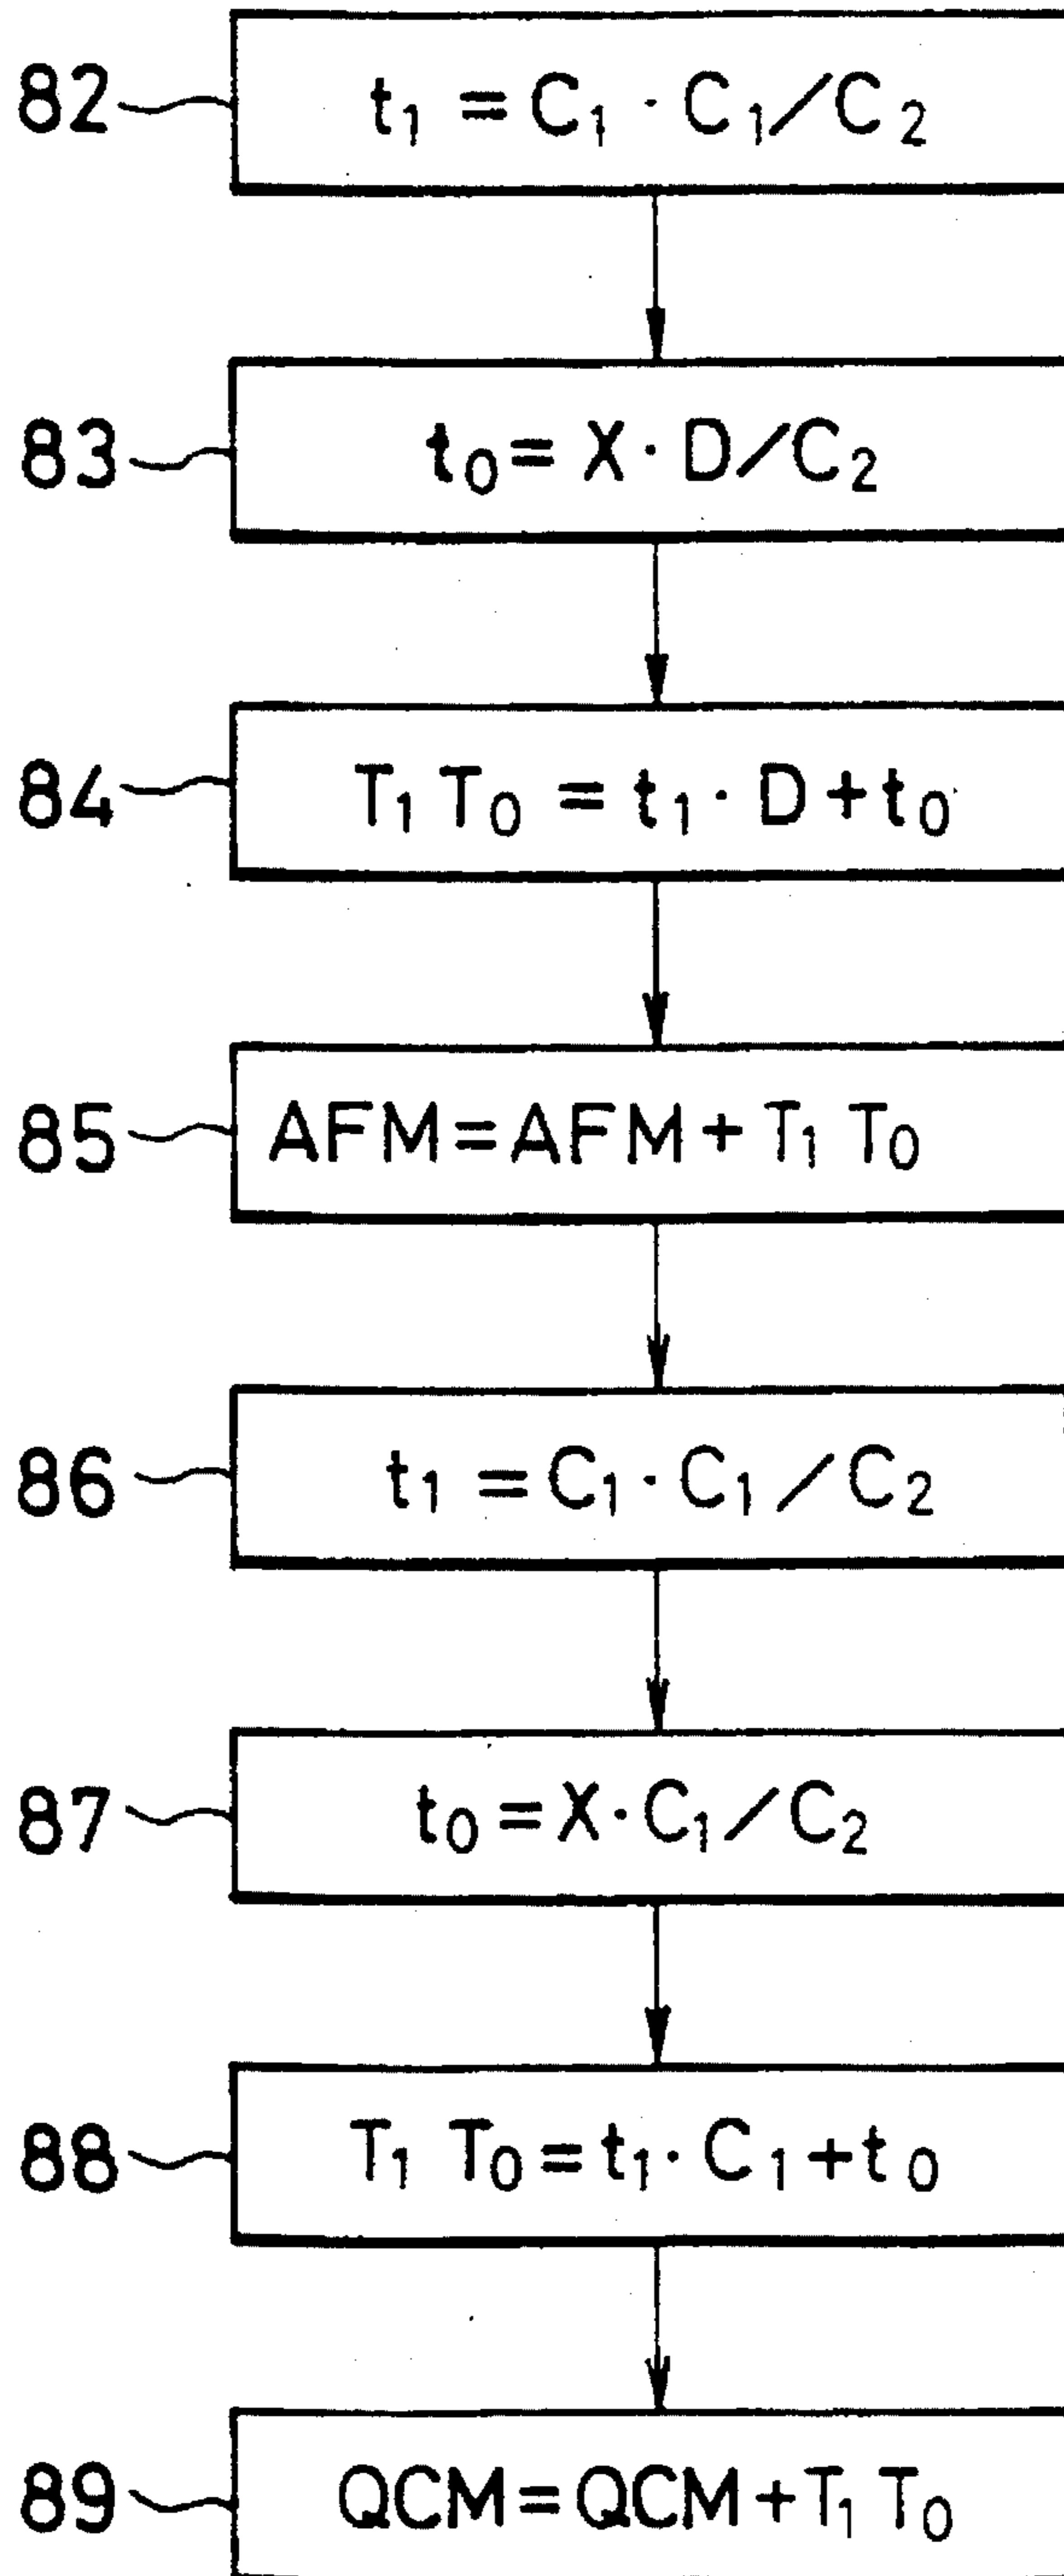 82 t₁ = C₁ · C₁/C₂
83 t₀ = X · D/C₂
84 T₁ T₀ = t₁ · D + t₀
85 AFM = AFM + T₁ T₀
86 t₁ = C₁ · C₁/C₂
87 t₀ = X · C₁/C₂
88 T₁ T₀ = t₁ · C₁ + t₀
89 QCM = QCM + T₁ T₀